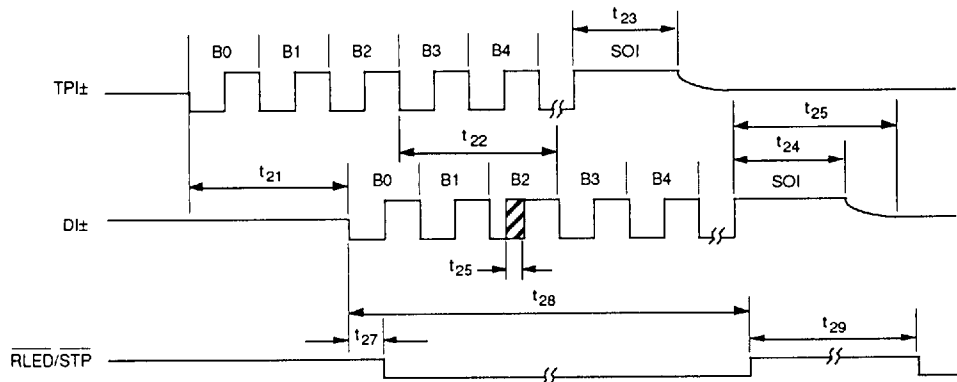 t23
B0 B1 B2 B3 B4 SOI
TPI±
t25
t22
t24
t21
B0 B1 B2 B3 B4 SOI
DI±
t25
t28
t27 t29
RLED/STP